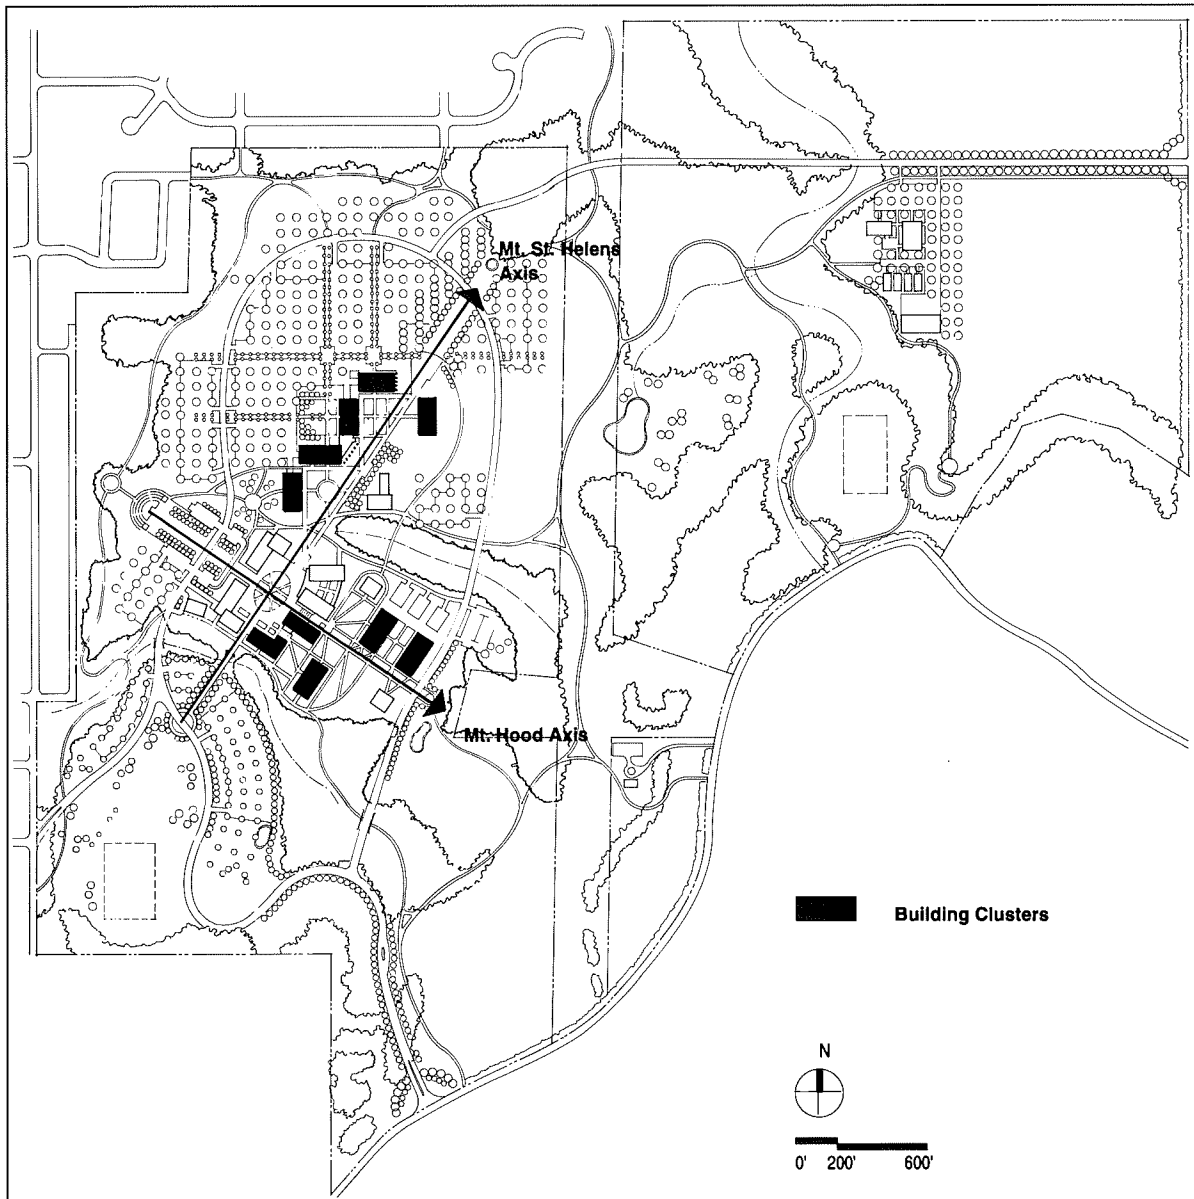 Mt. St. Helens
Axis
Mt. Hood Axis
Building Clusters
N
0' 200' 600'